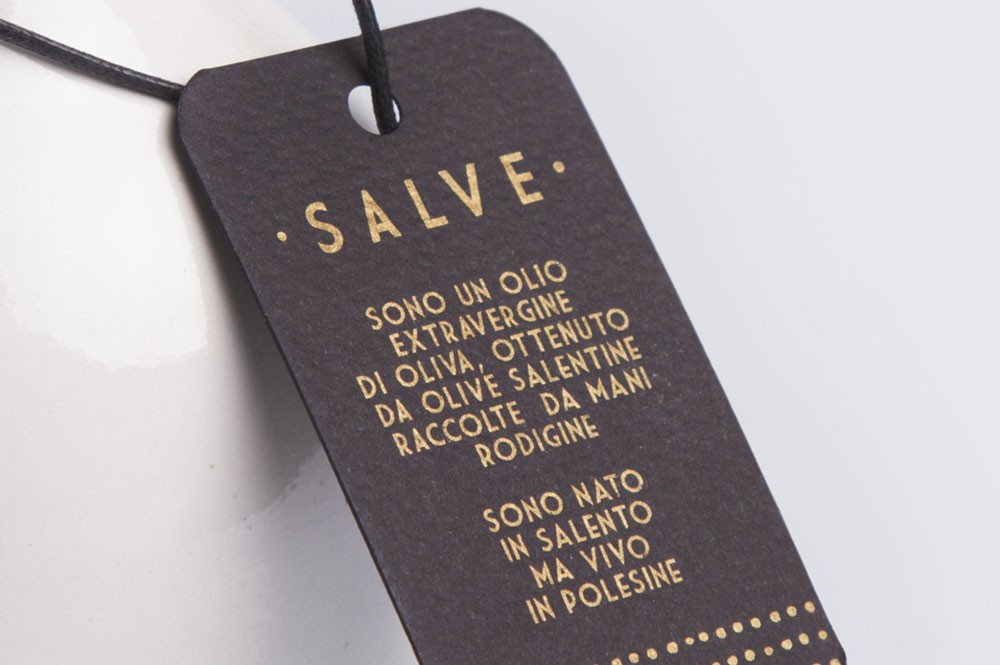 · SALVE ·
SONO UN OLIO
EXTRAVERGINE
DI OLIVA, OTTENUTO
DA OLIVE SALENTINE
RACCOLTE DA MANI
RODIGINE
SONO NATO
IN SALENTO
MA VIVO
IN POLESINE